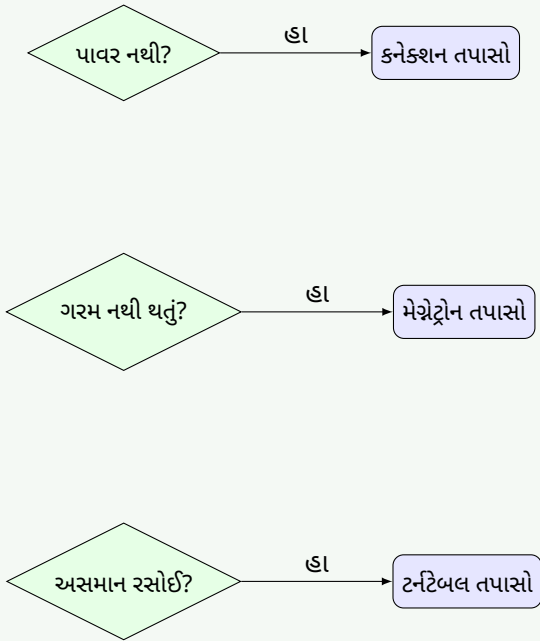 પાવર નથી?
હા
કનેક્શન તપાસો
ગરમ નથી થતું?
હા
મેગ્નેટ્રોન તપાસો
અસમાન રસોઈ?
હા
ટર્નટેબલ તપાસો